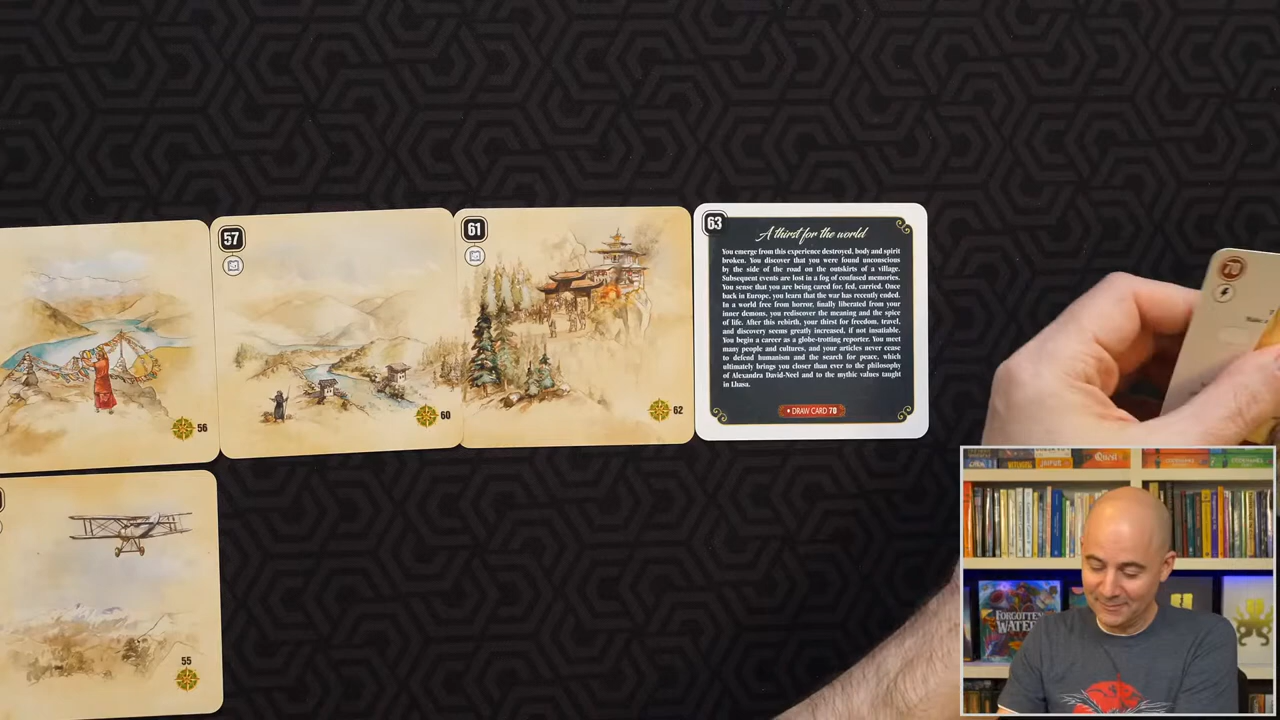 57
60
56
61
62
63
A thirst for the world
You emerge from this experience destroyed, body and spirit
broken. You discover that you were found unconscious
by the side of the road on the outskirts of a village.
Subsequent events are lost in a fog of confused memories.
You sense that you are being cared for, fed, carried. Once
back in Europe, you learn that the war has recently ended.
In a world free from horror, finally liberated from your
inner demons, you rediscover the meaning and the spice
of life. After this rebirth, your thirst for freedom, travel,
and discovery seems greatly increased, if not insatiable.
You begin a career as a globe-trotting reporter. You meet
many people and cultures, and your articles never cease
to defend humanism and the search for peace, which
ultimately brings you closer than ever to the philosophy
of Alexandra David-Neel and to the mythic values taught
in Lhasa.
• DRAW CARD 70
70
55
FORGOTTEN
WATERS